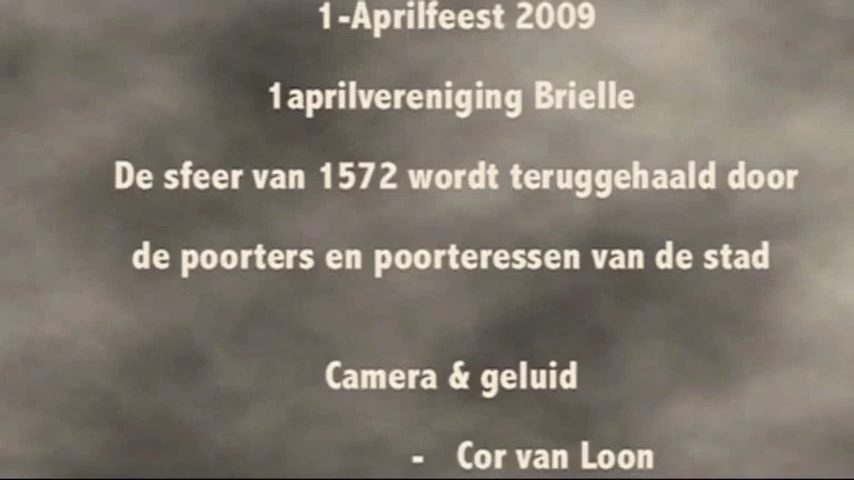 1-Aprilfeest 2009
1aprilvereniging Brielle
De sfeer van 1572 wordt teruggehaald door
de poorters en poorteressen van de stad
Camera & geluid
- Cor van Loon